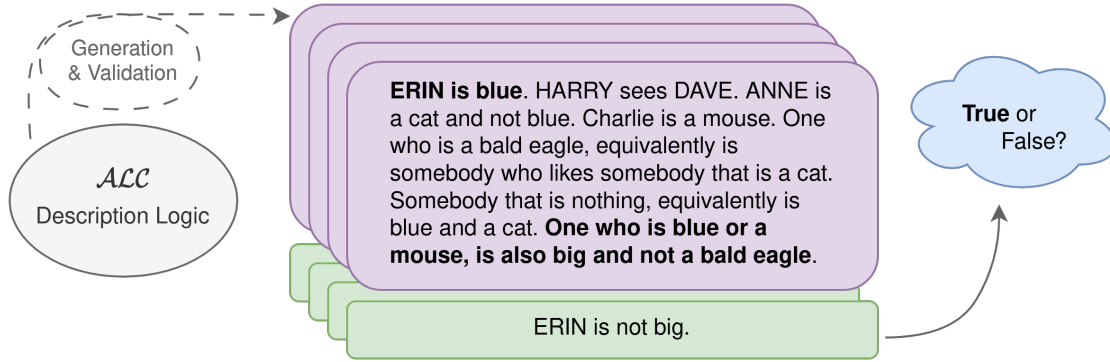 Generation
& Validation
ALC
Description Logic
ERIN is blue. HARRY sees DAVE. ANNE is
a cat and not blue. Charlie is a mouse. One
who is a bald eagle, equivalently is
somebody who likes somebody that is a cat.
Somebody that is nothing, equivalently is
blue and a cat. One who is blue or a
mouse, is also big and not a bald eagle.
ERIN is not big.
True or
False?